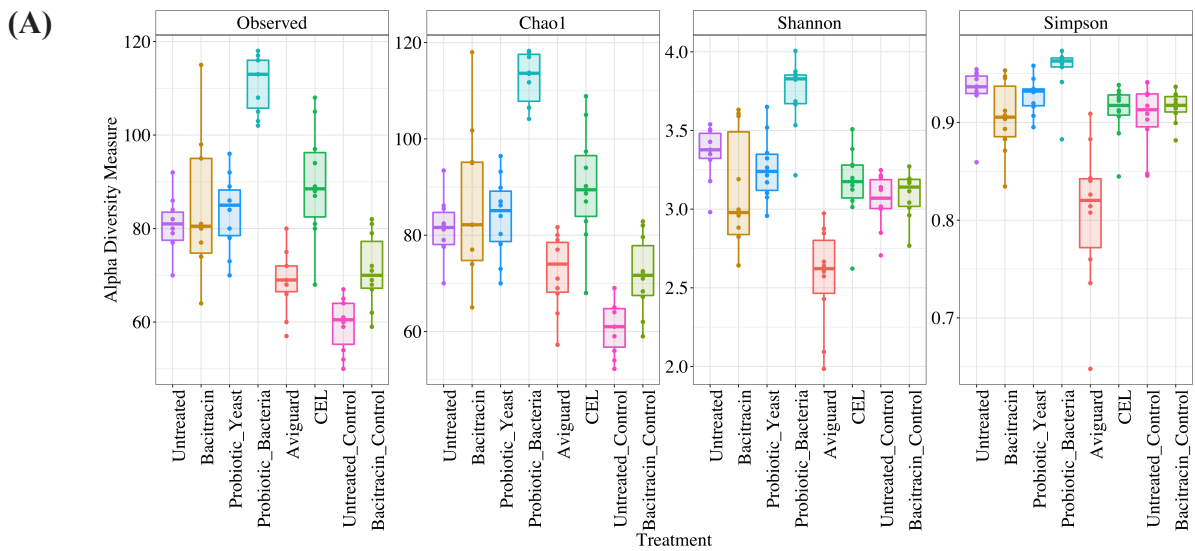 (A)
Observed
Chao1
Shannon
Simpson
Alpha Diversity Measure
120
100
80
60
120
100
80
60
4.0
3.5
3.0
2.5
2.0
0.9
0.8
0.7
Untreated
Bacitracin
Probiotic_Yeast
Probiotic_Bacteria
Aviguard
CEL
Untreated_Control
Bacitracin_Control
Untreated
Bacitracin
Probiotic_Yeast
Probiotic_Bacteria
Aviguard
CEL
Untreated_Control
Bacitracin_Control
Untreated
Bacitracin
Probiotic_Yeast
Probiotic_Bacteria
Aviguard
CEL
Untreated_Control
Bacitracin_Control
Untreated
Bacitracin
Probiotic_Yeast
Probiotic_Bacteria
Aviguard
CEL
Untreated_Control
Bacitracin_Control
Treatment